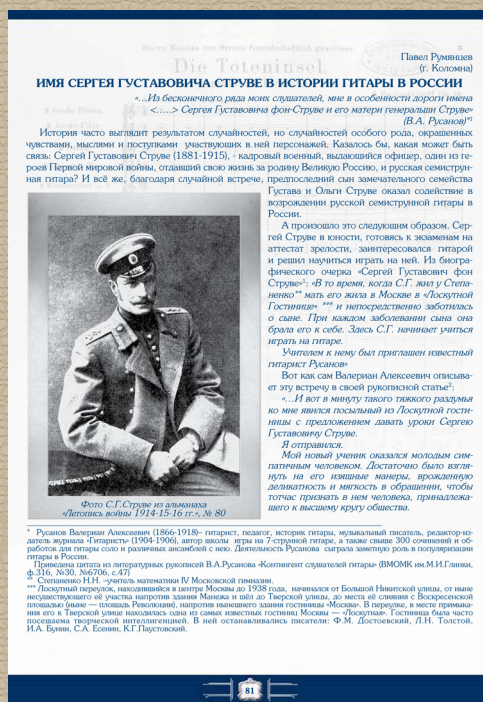 Herrn Nicolas von Struve freundschaftlich gewidmet
Die Toteninsel.
Павел Румянцев
(г. Коломна)
ИМЯ СЕРГЕЯ ГУСТАВОВИЧА СТРУВЕ В ИСТОРИИ ГИТАРЫ В РОССИИ
«...Из бесконечного ряда моих слушателей, мне в особенности дороги имена
<.....> Сергея Густавовича фон-Струве и его матери генеральши Струве»
(В.А. Русанов)*¹
История часто выглядит результатом случайностей, но случайностей особого рода, окрашенных
чувствами, мыслями и поступками участвующих в ней персонажей. Казалось бы, какая может быть
связь: Сергей Густавович Струве (1881-1915), - кадровый военный, выдающийся офицер, один из ге-
роев Первой мировой войны, отдавший свою жизнь за родину Великую Россию, и русская семиструн-
ная гитара? И всё же, благодаря случайной встрече, предпоследний сын замечательного семейства
Густава и Ольги Струве оказал содействие в
возрождении русской семиструнной гитары в
России.
А произошло это следующим образом. Сер-
гей Струве в юности, готовясь к экзаменам на
аттестат зрелости, заинтересовался гитарой
и решил научиться играть на ней. Из биогра-
фического очерка «Сергей Густавович фон
Струве»¹: «В то время, когда С.Г. жил у Степа-
ненко** мать его жила в Москве в «Лоскутной
Гостинице» *** и непосредственно заботилась
о сыне. При каждом заболевании сына она
брала его к себе. Здесь С.Г. начинает учиться
играть на гитаре.
Учителем к нему был приглашен известный
гитарист Русанов»
Вот как сам Валериан Алексеевич описыва-
ет эту встречу в своей рукописной статье²:
«...И вот в минуту такого тяжкого раздумья
ко мне явился посыльный из Лоскутной гости-
ницы с предложением давать уроки Сергею
Густавовичу Струве.
Я отправился.
Мой новый ученик оказался молодым сим-
патичным человеком. Достаточно было взгля-
нуть на его изящные манеры, врожденную
деликатность и мягкость в обращении, чтобы
тотчас признать в нем человека, принадлежа-
щего к высшему кругу общества.
Фото С.Г.Струве из альманаха
«Летопись войны 1914-15-16 гг.», № 80
* Русанов Валериан Алексеевич (1866-1918)– гитарист, педагог, историк гитары, музыкальный писатель, редактор-из-
датель журнала «Гитаристъ» (1904-1906), автор школы игры на 7-струнной гитаре, а также свыше 300 сочинений и об-
работок для гитары соло и различных ансамблей с нею. Деятельность Русанова сыграла заметную роль в популяризации
гитары в России.
Приведена цитата из литературных рукописей В.А.Русанова «Контингент слушателей гитары» (ВМОМК им.М.И.Глинки,
ф.316, №30, №6706, с.47)
** Степаненко Н.Н. –учитель математики IV Московской гимназии.
*** Лоскутный переулок, находившийся в центре Москвы до 1938 года, начинался от Большой Никитской улицы, от ныне
несуществующего её участка напротив здания Манежа и шёл до Тверской улицы, до места её слияния с Воскресенской
площадью (ныне — площадь Революции), напротив нынешнего здания гостиницы «Москва». В переулке, в месте примыка-
ния его к Тверской улице находилась одна из самых известных гостиниц Москвы — «Лоскутная». Гостиница была часто
посещаема творческой интеллигенцией. В ней останавливались писатели: Ф.М. Достоевский, Л.Н. Толстой,
И.А. Бунин, С.А. Есенин, К.Г.Паустовский.
81